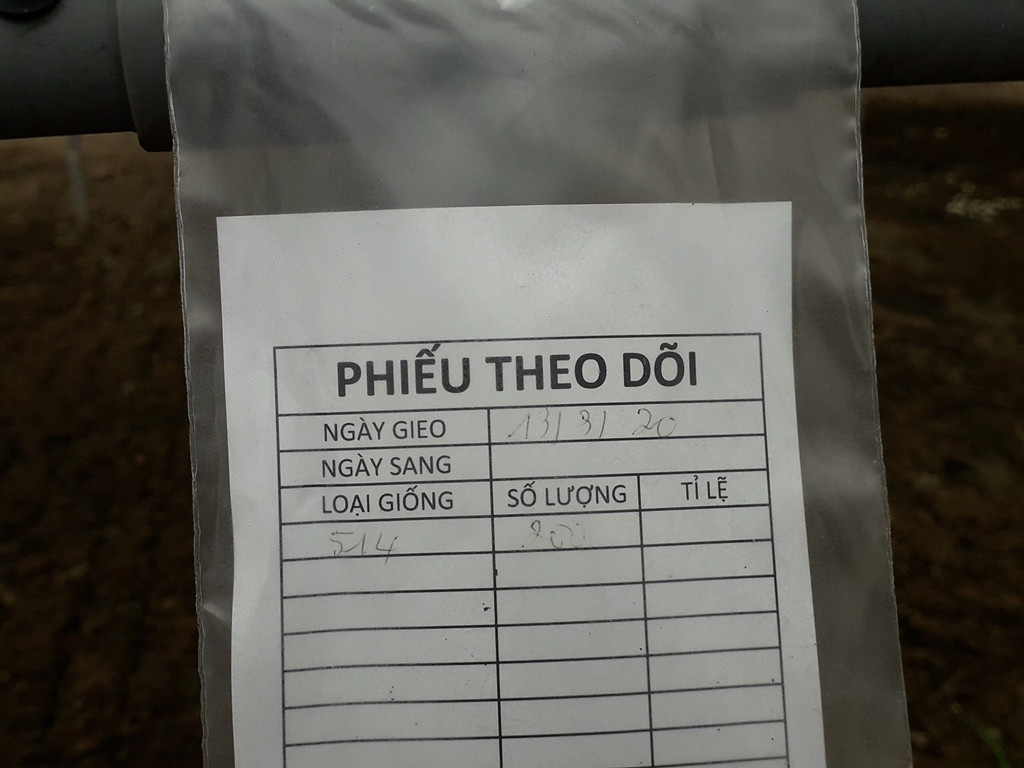 PHIẾU THEO DÕI
NGÀY GIEO 13/3/20
NGÀY SANG
LOẠI GIỐNG SỐ LƯỢNG TỈ LỆ
514 200